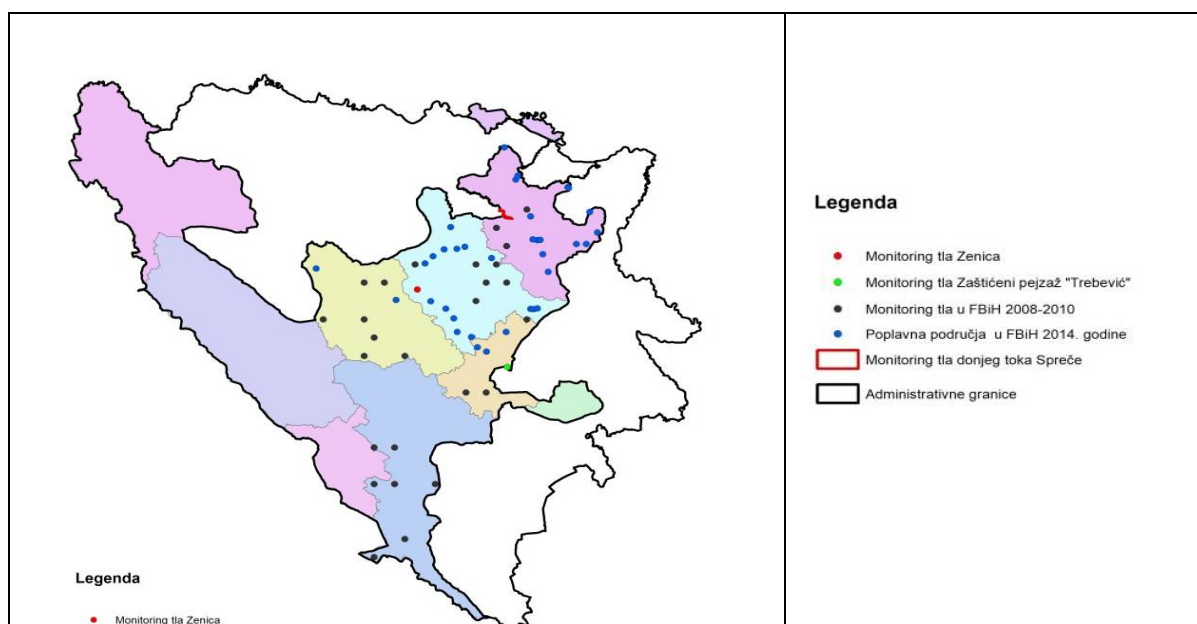 Legenda
Monitoring tla Zenica
Legenda
Monitoring tla Zenica
Monitoring tla Zaštićeni pejzaž "Trebević"
Monitoring tla u FBiH 2008-2010
Poplavna područja u FBiH 2014. godine
Monitoring tla donjeg toka Spreče
Administrativne granice